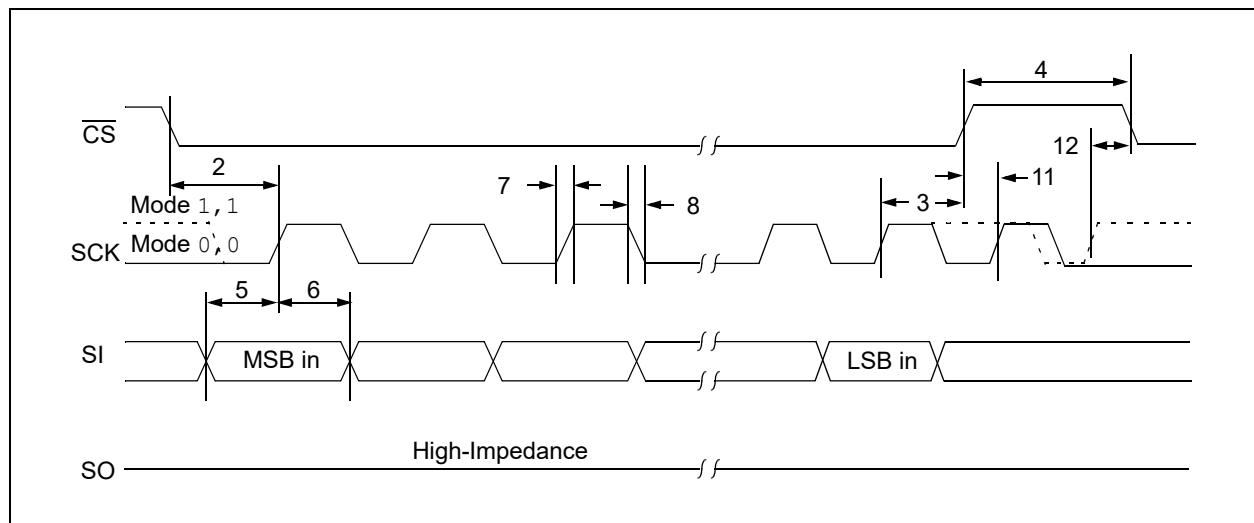 4
CS
12
2
7
8
3
11
Mode 1,1
Mode 0,0
SCK
5
6
SI
MSB in
LSB in
High-Impedance
SO